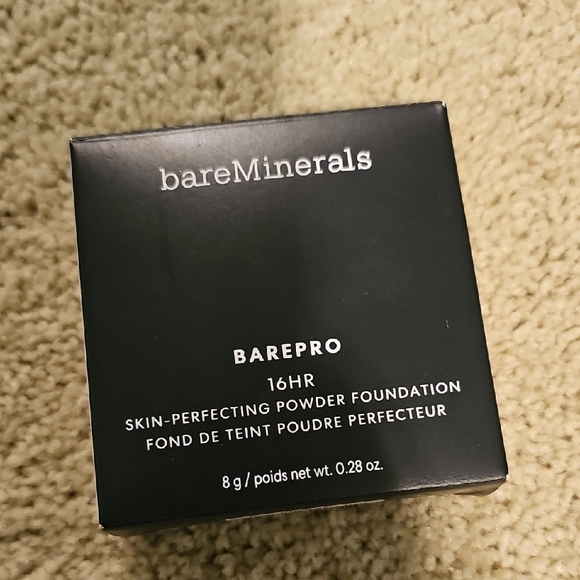 bareMinerals
BAREPRO
16HR
SKIN-PERFECTING POWDER FOUNDATION
FOND DE TEINT POUDRE PERFECTEUR
8 g / poids net wt. 0.28 oz.